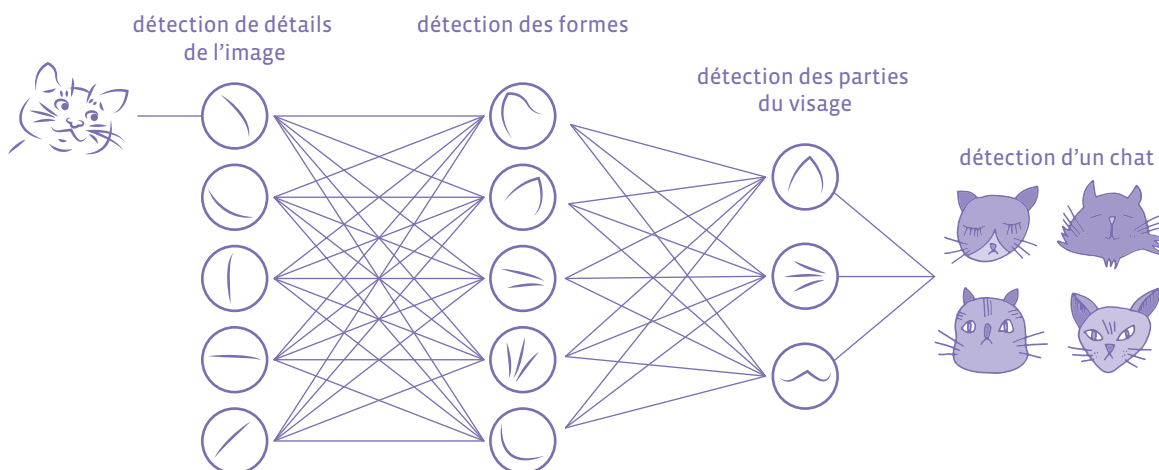 détection de détails
de l'image
détection des formes
détection des parties
du visage
détection d'un chat